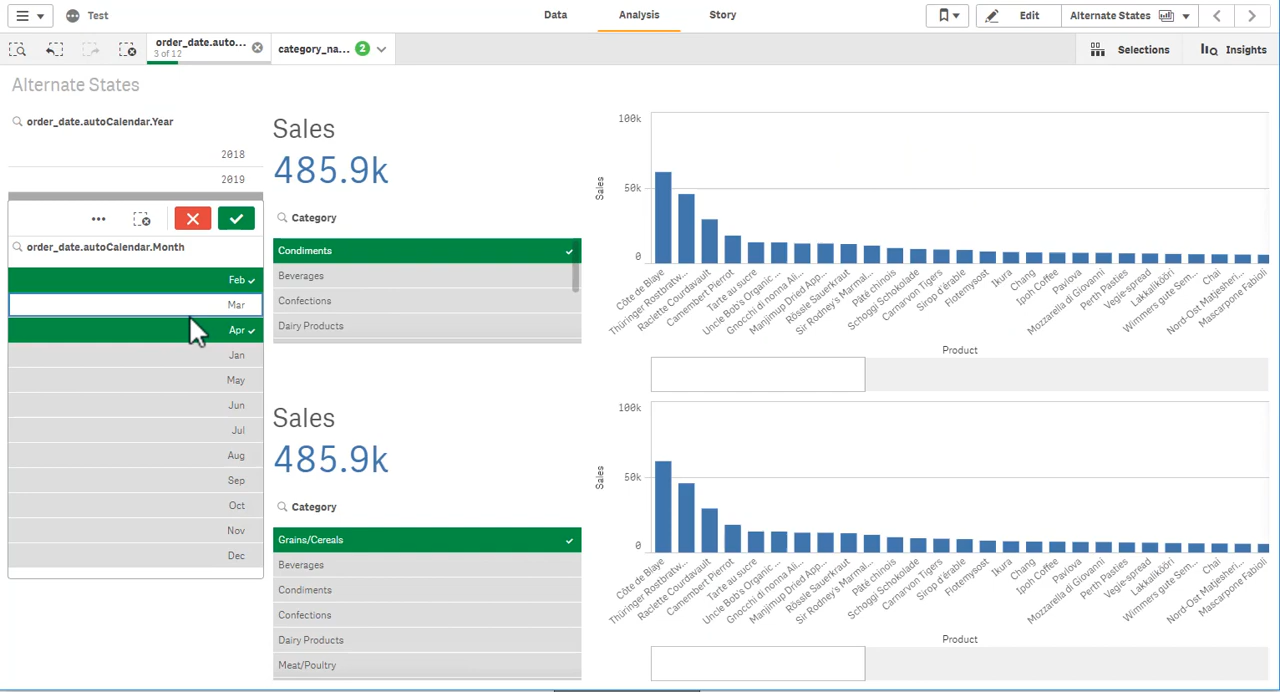 Test
Data
Analysis
Story
Edit
Alternate States
order_date.auto...
3 of 12
category_na...
2
Selections
Insights
Alternate States
order_date.autoCalendar.Year
2018
2019
order_date.autoCalendar.Month
Feb
Mar
Apr
Jan
May
Jun
Jul
Aug
Sep
Oct
Nov
Dec
Sales
485.9k
Category
Condiments
Beverages
Confections
Dairy Products
Sales
485.9k
Category
Grains/Cereals
Beverages
Condiments
Confections
Dairy Products
Meat/Poultry
100k
50k
0
Sales
Côte de Blaye
Thüringer Rostbratw...
Raclette Courdavault
Camembert Pierrot
Tarte au sucre
Uncle Bob's Organic ...
Gnocchi di nonna Ali...
Manjimup Dried App...
Rössle Sauerkraut
Sir Rodney's Marmal...
Pâté chinois
Schoggi Schokolade
Carnarvon Tigers
Sirop d'érable
Flotemysost
Ikura
Chang
Ipoh Coffee
Pavlova
Mozzarella di Giovanni
Perth Pasties
Vegie-spread
Lakkalikööri
Wimmers gute Sem...
Chai
Nord-Ost Matjesheri...
Mascarpone Fabioli
Product
100k
50k
0
Sales
Côte de Blaye
Thüringer Rostbratw...
Raclette Courdavault
Camembert Pierrot
Tarte au sucre
Uncle Bob's Organic ...
Gnocchi di nonna Ali...
Manjimup Dried App...
Rössle Sauerkraut
Sir Rodney's Marmal...
Pâté chinois
Schoggi Schokolade
Carnarvon Tigers
Sirop d'érable
Flotemysost
Ikura
Chang
Ipoh Coffee
Pavlova
Mozzarella di Giovanni
Perth Pasties
Vegie-spread
Lakkalikööri
Wimmers gute Sem...
Chai
Nord-Ost Matjesheri...
Mascarpone Fabioli
Product